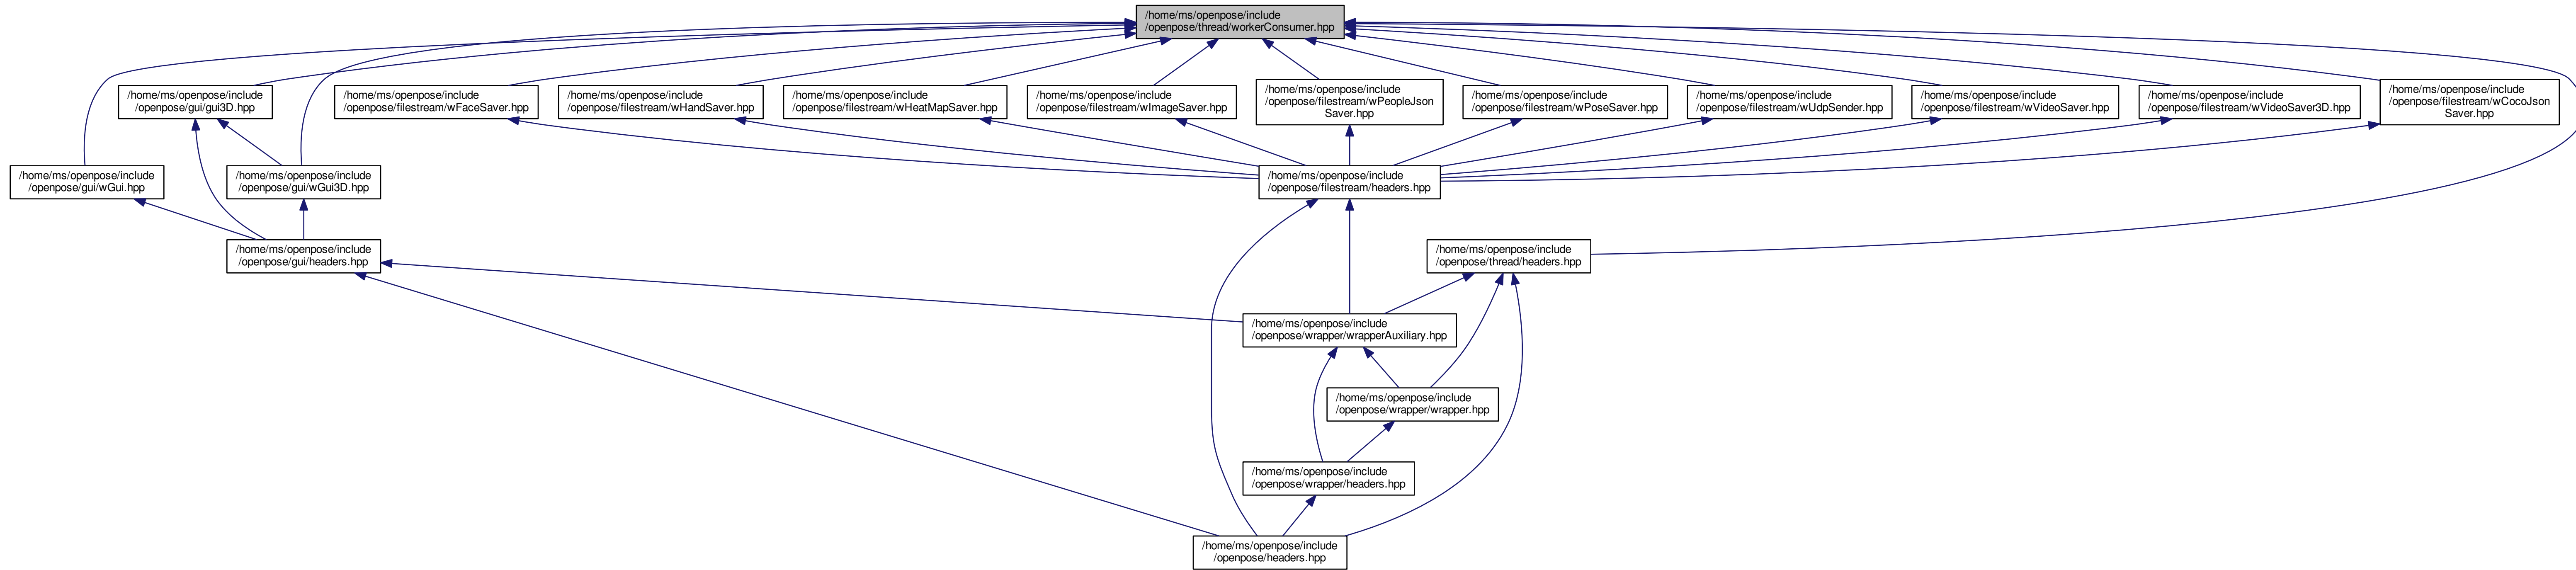 /home/ms/openpose/include
/openpose/thread/workerConsumer.hpp
/home/ms/openpose/include
/openpose/gui/gui3D.hpp
/home/ms/openpose/include
/openpose/filestream/wFaceSaver.hpp
/home/ms/openpose/include
/openpose/filestream/wHandSaver.hpp
/home/ms/openpose/include
/openpose/filestream/wHeatMapSaver.hpp
/home/ms/openpose/include
/openpose/filestream/wImageSaver.hpp
/home/ms/openpose/include
/openpose/filestream/wPeopleJson
Saver.hpp
/home/ms/openpose/include
/openpose/filestream/wPoseSaver.hpp
/home/ms/openpose/include
/openpose/filestream/wUdpSender.hpp
/home/ms/openpose/include
/openpose/filestream/wVideoSaver.hpp
/home/ms/openpose/include
/openpose/filestream/wVideoSaver3D.hpp
/home/ms/openpose/include
/openpose/filestream/wCocoJson
Saver.hpp
/home/ms/openpose/include
/openpose/gui/wGui.hpp
/home/ms/openpose/include
/openpose/gui/wGui3D.hpp
/home/ms/openpose/include
/openpose/filestream/headers.hpp
/home/ms/openpose/include
/openpose/gui/headers.hpp
/home/ms/openpose/include
/openpose/thread/headers.hpp
/home/ms/openpose/include
/openpose/wrapper/wrapperAuxiliary.hpp
/home/ms/openpose/include
/openpose/wrapper/wrapper.hpp
/home/ms/openpose/include
/openpose/wrapper/headers.hpp
/home/ms/openpose/include
/openpose/headers.hpp